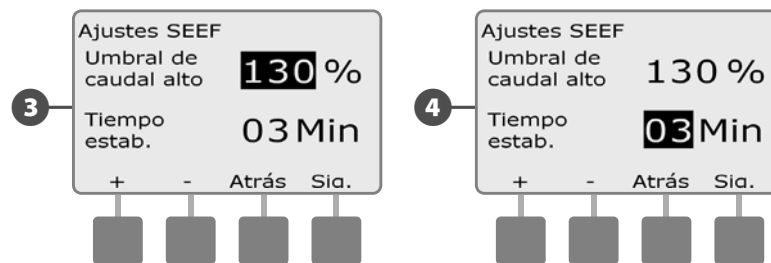 3
Ajustes SEEF
Umbral de
caudal alto 130 %
Tiempo
estab. 03 Min
+ - Atrás Sig.
4
Ajustes SEEF
Umbral de
caudal alto 130 %
Tiempo
estab. 03 Min
+ - Atrás Sig.